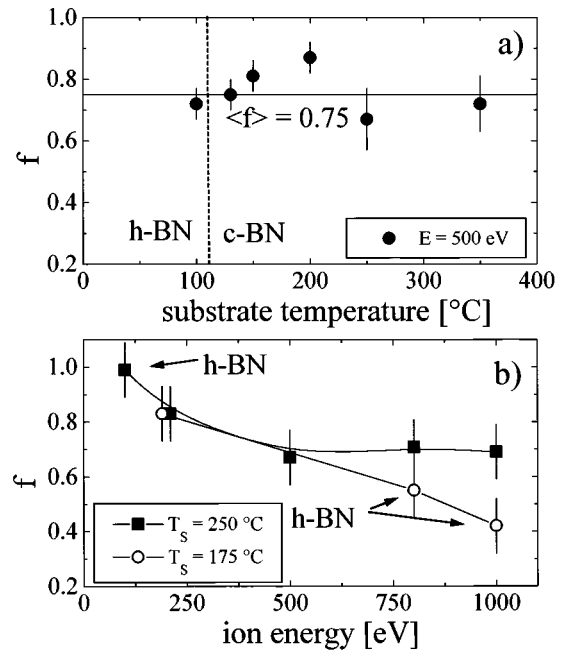 a)
1.0
0.8
0.6
0.4
0.2
f
<f> = 0.75
h-BN
c-BN
E = 500 eV
0
100
200
300
400
substrate temperature [°C]
b)
1.0
0.8
0.6
0.4
0.2
f
h-BN
h-BN
T_S = 250 °C
T_S = 175 °C
250
500
750
1000
ion energy [eV]